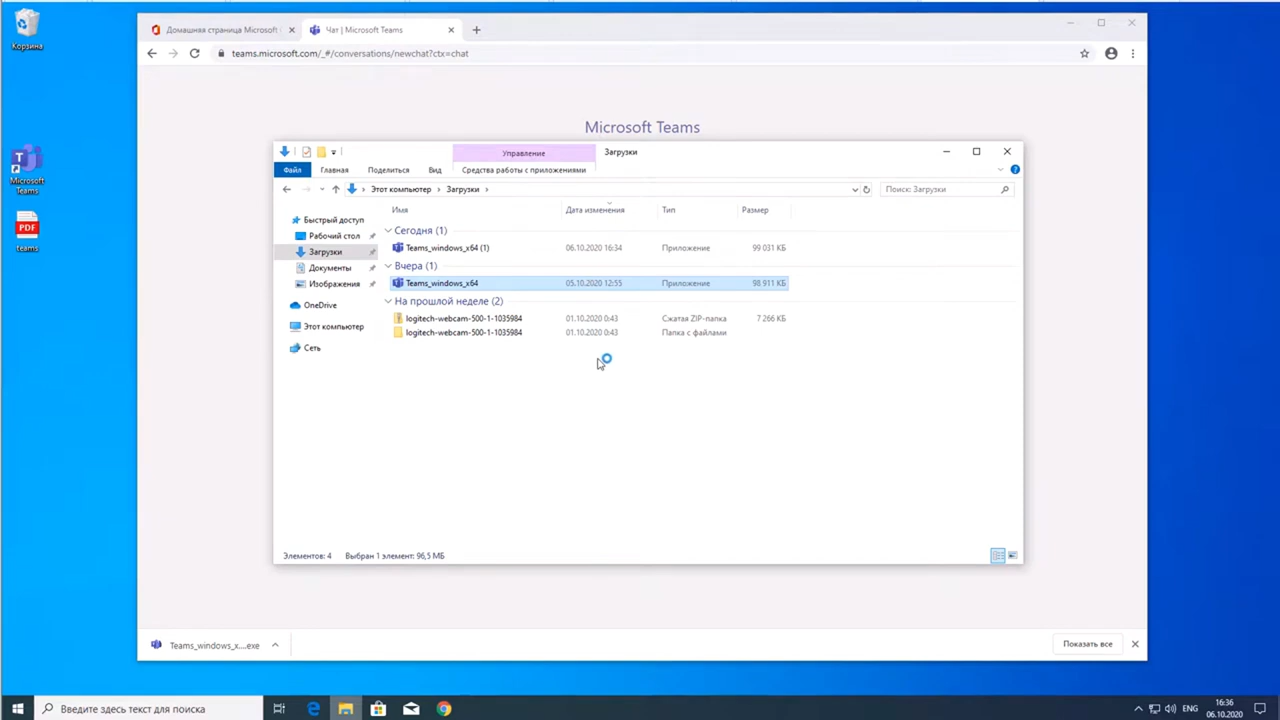 Корзина
Microsoft
Teams
teams
Домашняя страница Microsoft
Чат | Microsoft Teams
teams.microsoft.com/_#/conversations/newchat?ctx=chat
Microsoft Teams
Управление
Загрузки
Файл
Главная
Поделиться
Вид
Средства работы с приложениями
Этот компьютер
Загрузки
Поиск: Загрузки
Быстрый доступ
Рабочий стол
Загрузки
Документы
Изображения
OneDrive
Этот компьютер
Сеть
Имя
Дата изменения
Тип
Размер
Сегодня (1)
Teams_windows_x64 (1)
06.10.2020 16:34
Приложение
99 031 КБ
Вчера (1)
Teams_windows_x64
05.10.2020 12:55
Приложение
98 911 КБ
На прошлой неделе (2)
logitech-webcam-500-1-1035984
01.10.2020 0:43
Сжатая ZIP-папка
7 266 КБ
logitech-webcam-500-1-1035984
01.10.2020 0:43
Папка с файлами
Элементов: 4
Выбран 1 элемент: 96,5 МБ
Teams_windows_x....exe
Показать все
Введите здесь текст для поиска
ENG
16:36
06.10.2020
PDF